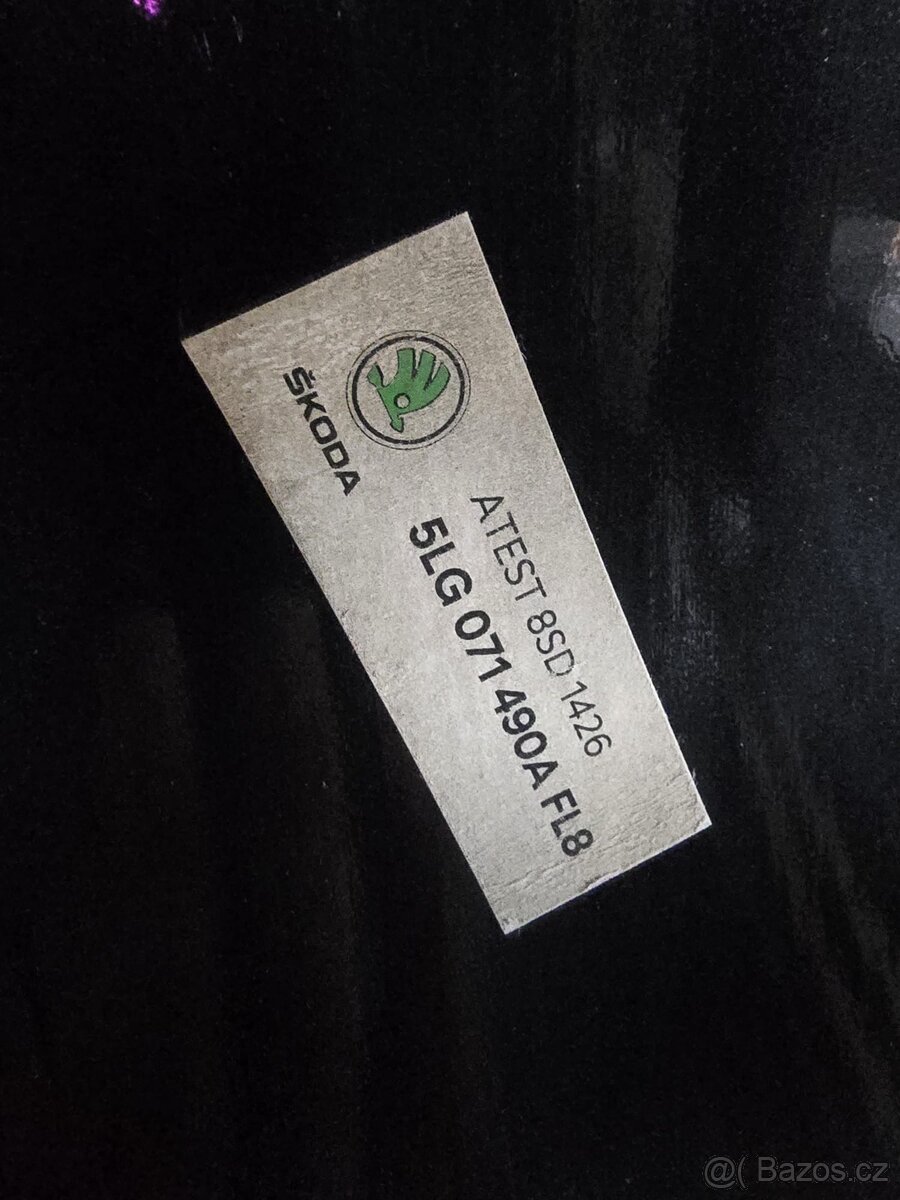 ŠKODA
ATEST 8SD 1426
5LG 071 490A FL8
@( Bazos.cz